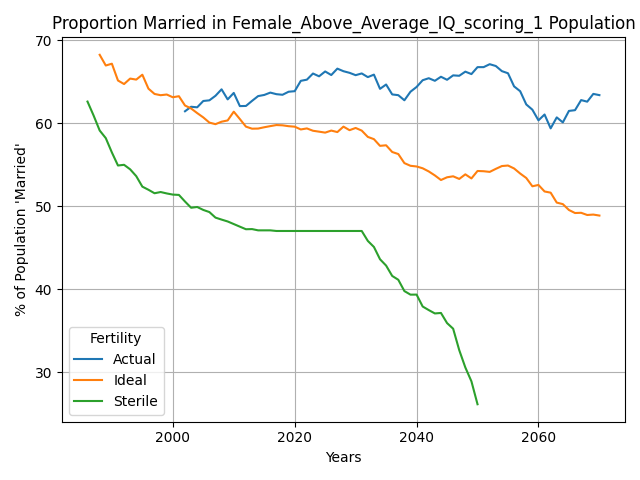 Proportion Married in Female_Above_Average_IQ_scoring_1 Population
% of Population 'Married'
70
60
50
40
30
Fertility
Actual
Ideal
Sterile
2000
2020
2040
2060
Years